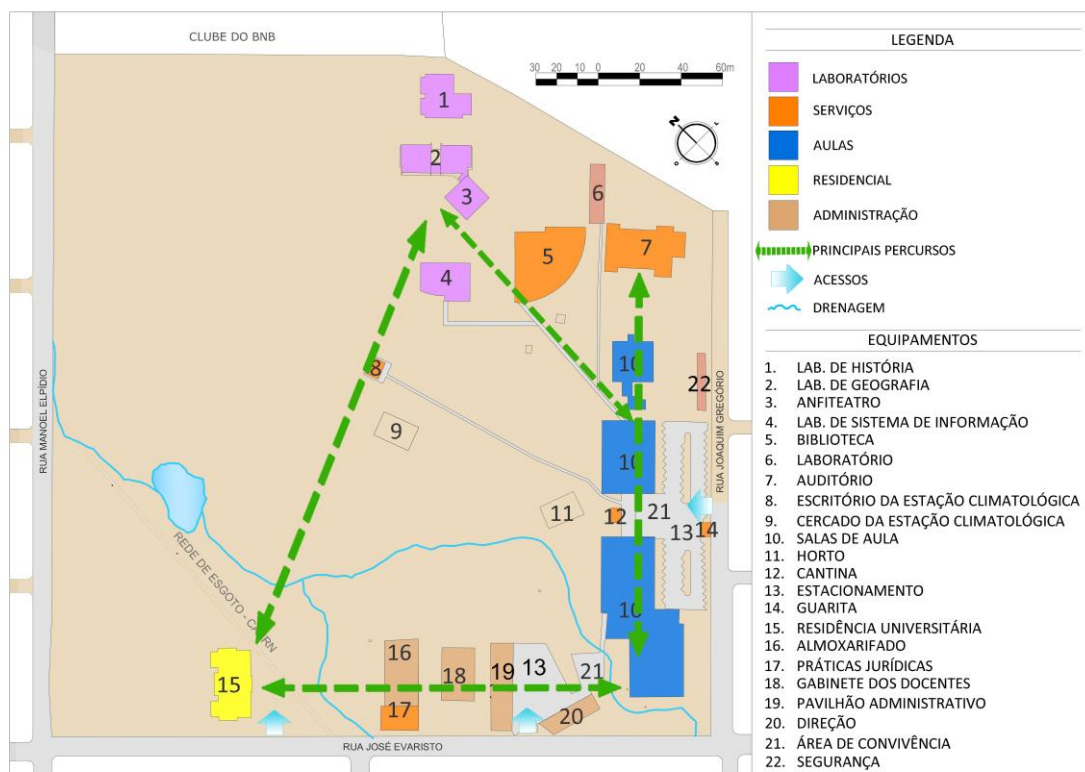 CLUBE DO BNB
30 20 10 0 20 40 60m
N
L
O
S
1
2
3
6
5
7
4
10
22
8
9
10
11
12
21
13
14
10
16
19
13
21
15
18
17
20
RUA MANOEL ELPÍDIO
RUA JOAQUIM GREGÓRIO
REDE DE ESGOTO - CAERN
RUA JOSÉ EVARISTO
LEGENDA
LABORATÓRIOS
SERVIÇOS
AULAS
RESIDENCIAL
ADMINISTRAÇÃO
PRINCIPAIS PERCURSOS
ACESSOS
DRENAGEM
EQUIPAMENTOS
1. LAB. DE HISTÓRIA
2. LAB. DE GEOGRAFIA
3. ANFITEATRO
4. LAB. DE SISTEMA DE INFORMAÇÃO
5. BIBLIOTECA
6. LABORATÓRIO
7. AUDITÓRIO
8. ESCRITÓRIO DA ESTAÇÃO CLIMATOLÓGICA
9. CERCADO DA ESTAÇÃO CLIMATOLÓGICA
10. SALAS DE AULA
11. HORTO
12. CANTINA
13. ESTACIONAMENTO
14. GUARITA
15. RESIDÊNCIA UNIVERSITÁRIA
16. ALMOXARIFADO
17. PRÁTICAS JURÍDICAS
18. GABINETE DOS DOCENTES
19. PAVILHÃO ADMINISTRATIVO
20. DIREÇÃO
21. ÁREA DE CONVIVÊNCIA
22. SEGURANÇA